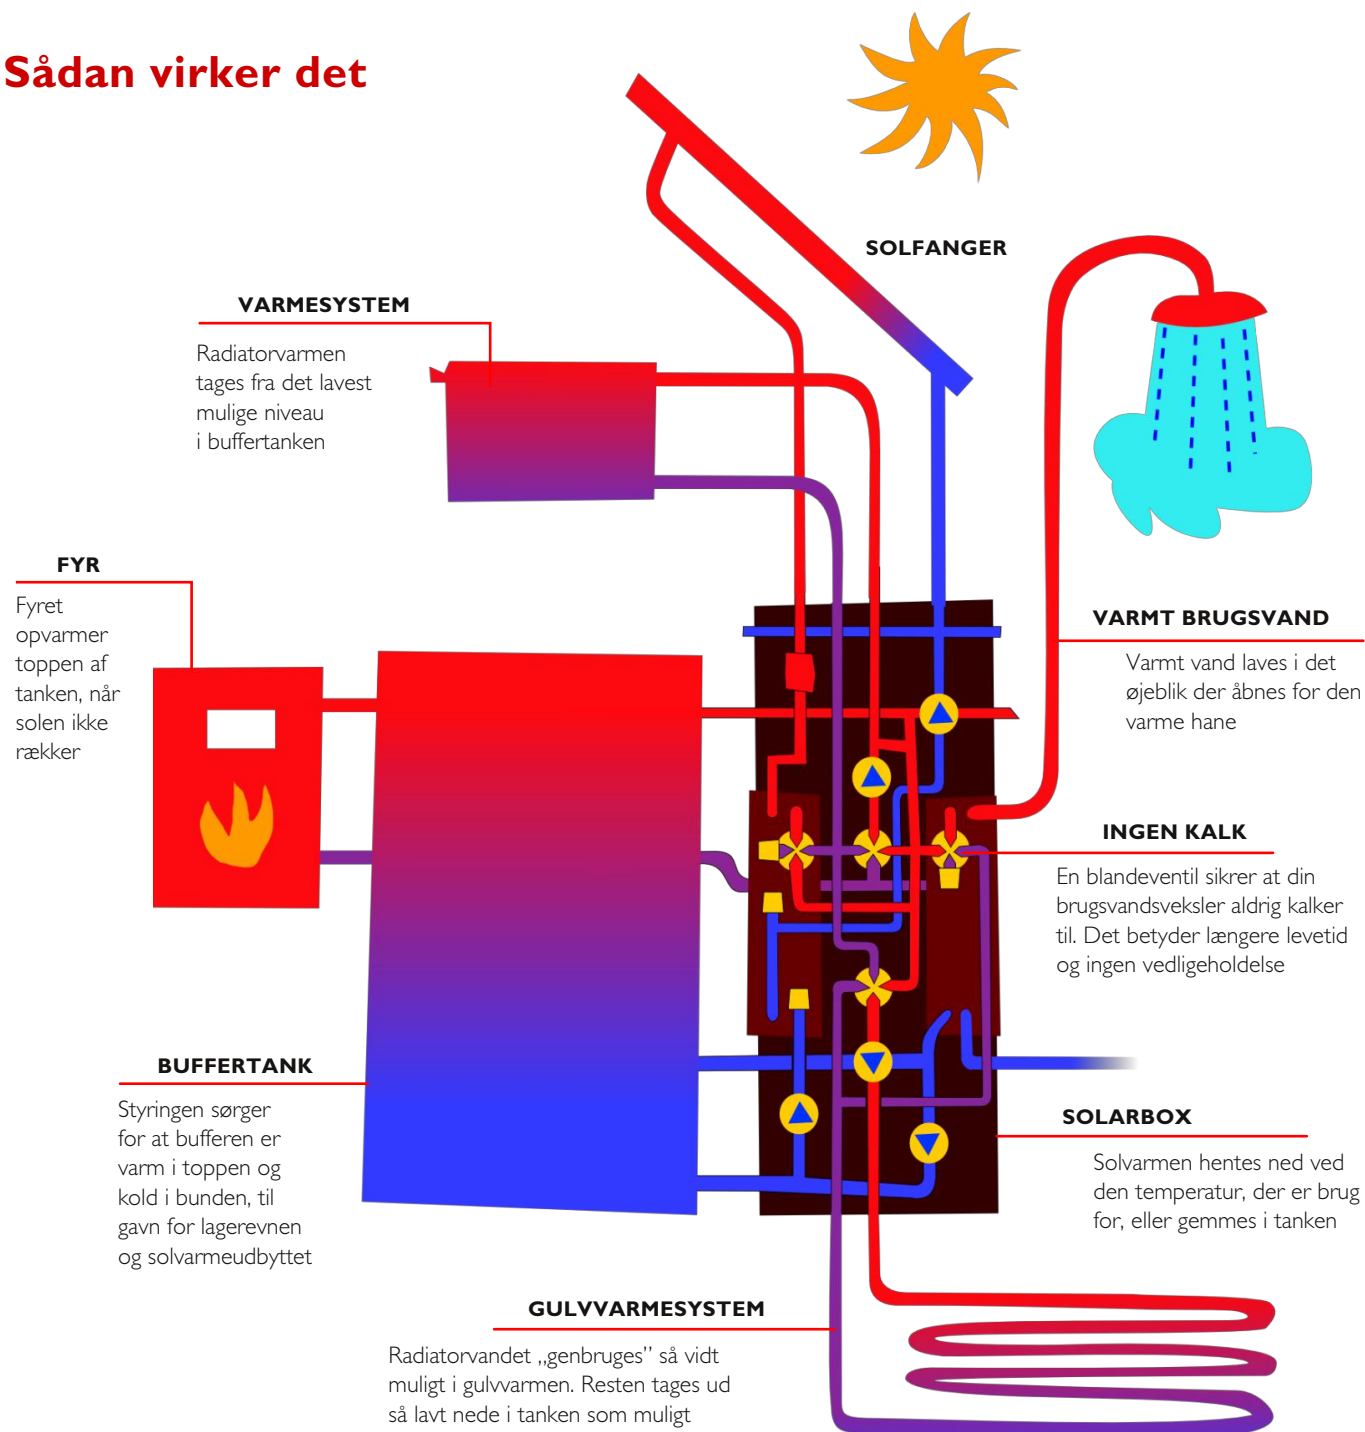 Sådan virker det
SOLFANGER
VARMESYSTEM
Radiatorvarmen
tages fra det lavest
mulige niveau
i buffertanken
FYR
Fyret
opvarmer
toppen af
tanken, når
solen ikke
rækker
VARMT BRUGSVAND
Varmt vand laves i det
øjeblik der åbnes for den
varme hane
INGEN KALK
En blandeventil sikrer at din
brugsvandsveksler aldrig kalker
til. Det betyder længere levetid
og ingen vedligeholdelse
BUFFERTANK
Styringen sørger
for at bufferen er
varm i toppen og
kold i bunden, til
gavn for lagerevnen
og solvarmeudbyttet
SOLARBOX
Solvarmen hentes ned ved
den temperatur, der er brug
for, eller gemmes i tanken
GULVVARMESYSTEM
Radiatorvandet „genbruges” så vidt
muligt i gulvvarmen. Resten tages ud
så lavt nede i tanken som muligt